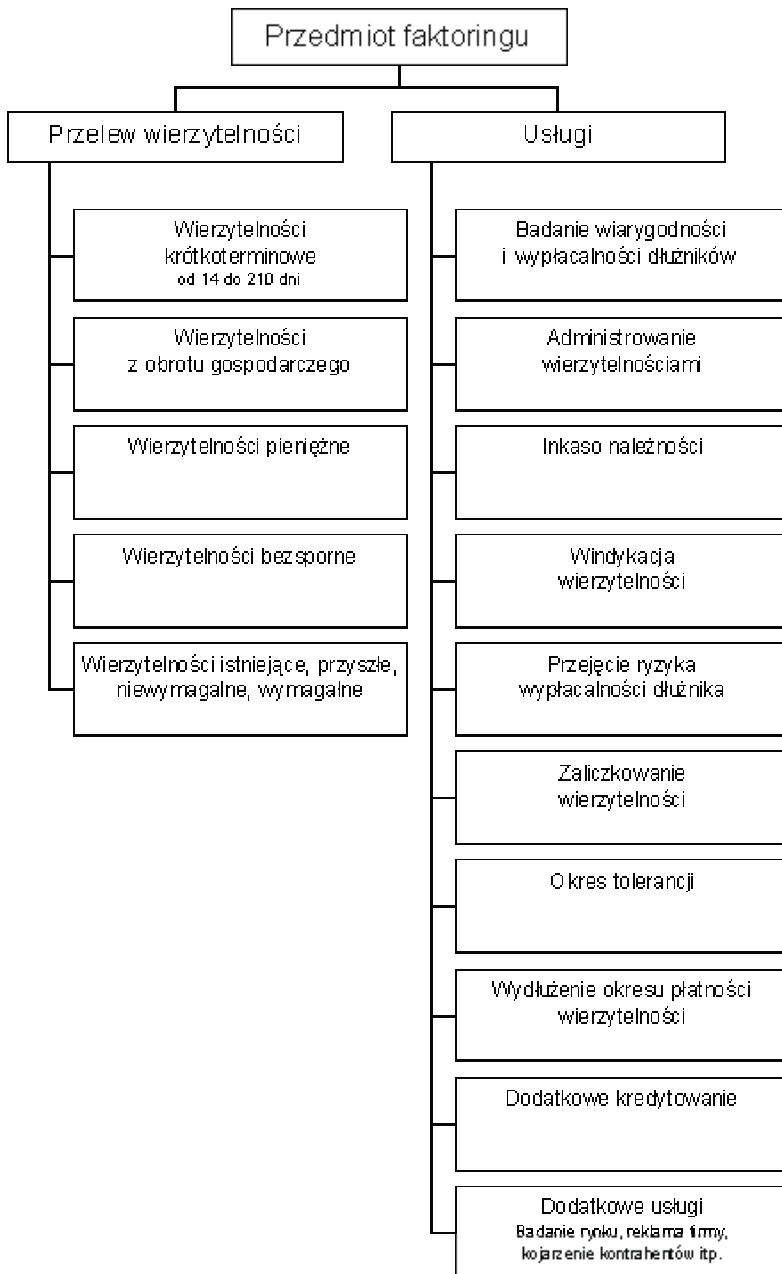 Przedmiot faktoringu
Przelew wierzytelności
Wierzytelności
krótkoterminowe
od 14 do 210 dni
Wierzytelności
z obrotu gospodarczego
Wierzytelności pieniężne
Wierzytelności bezsporne
Wierzytelności istniejące, przyszłe,
niewymagalne, wymagalne
Usługi
Badanie wiarygodności
i wypłacalności dłużników
Administrowanie
wierzytelnościami
Inkaso należności
Windykacja
wierzytelności
Przejęcie ryzyka
wypłacalności dłużnika
Zaliczkowanie
wierzytelności
Okres tolerancji
Wydłużenie okresu płatności
wierzytelności
Dodatkowe kredytowanie
Dodatkowe usługi
Badanie rynku, reklama firmy,
kojarzenie kontrahentów itp.